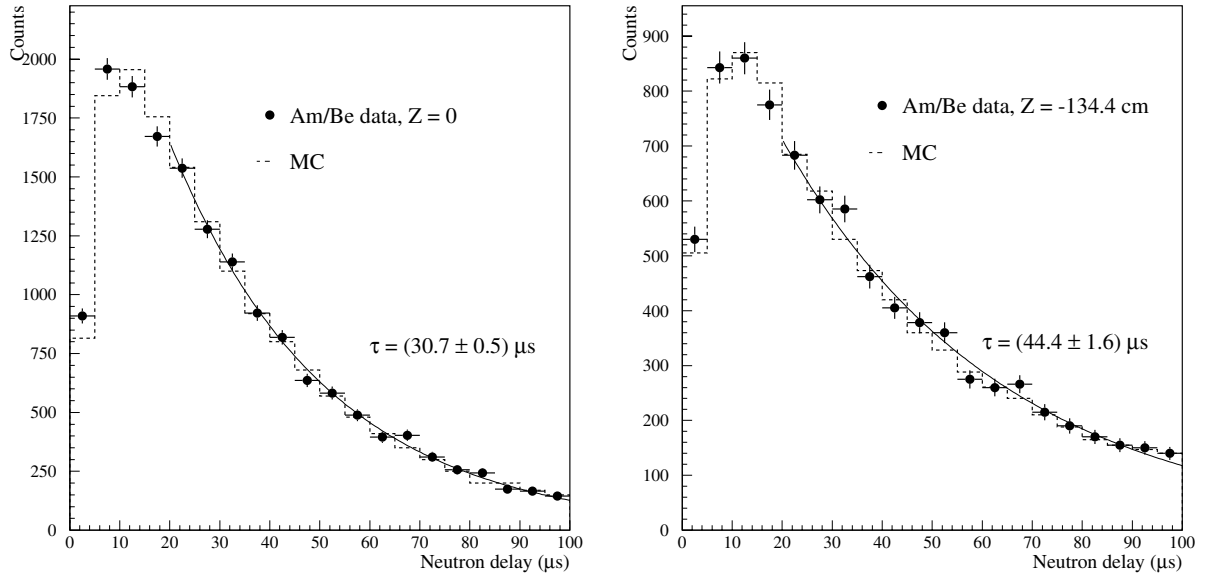 Counts
2000
1750
1500
1250
1000
750
500
250
0
0 10 20 30 40 50 60 70 80 90 100
Neutron delay (μs)
Am/Be data, Z = 0
MC
τ = (30.7 ± 0.5) μs
Counts
900
800
700
600
500
400
300
200
100
0
0 10 20 30 40 50 60 70 80 90 100
Neutron delay (μs)
Am/Be data, Z = -134.4 cm
MC
τ = (44.4 ± 1.6) μs